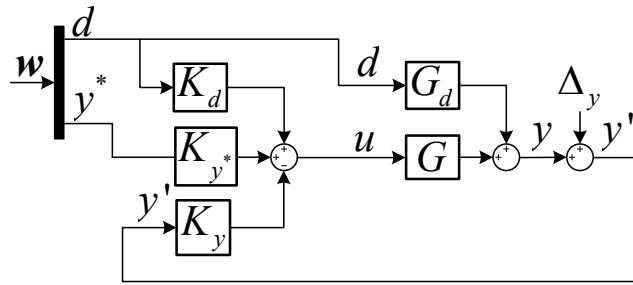 d
w
y*
K_d
d
G_d
Δ_y
+
+
K_y*
+
−
u
G
+
+
y
+
+
y'
y'
K_y